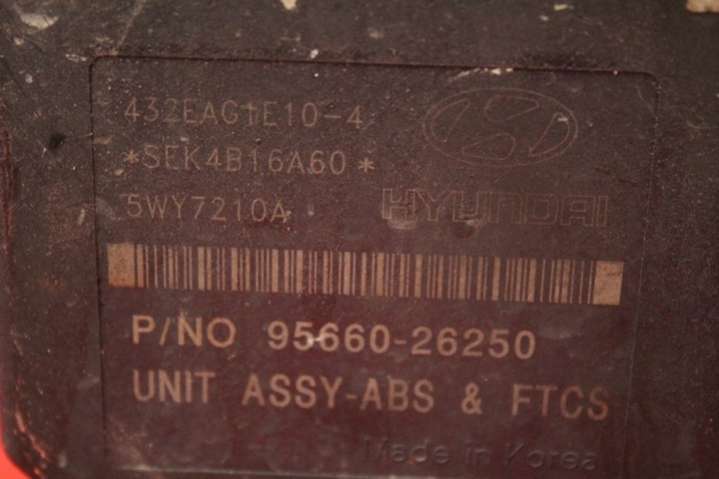 432EAG1E10-4
*SEK4B16A60*
5WY7210A
HYUNDAI
P/NO 95660-26250
UNIT ASSY-ABS & FTCS
Made in Korea